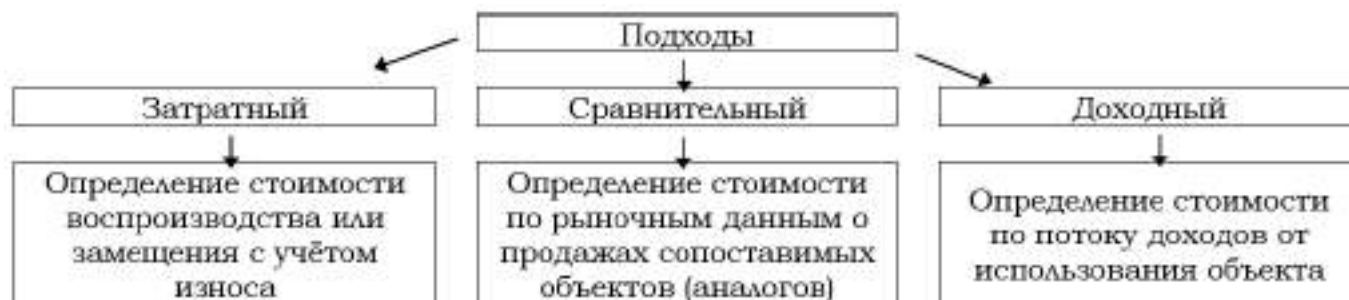 Подходы
Затратный
Сравнительный
Доходный
Определение стоимости
воспроизводства или
замещения с учётом
износа
Определение стоимости
по рыночным данным о
продажах сопоставимых
объектов (аналогов)
Определение стоимости
по потоку доходов от
использования объекта